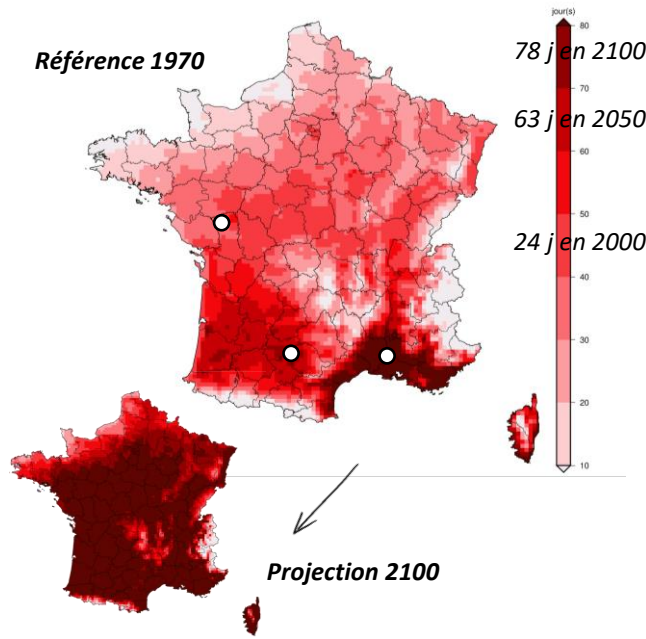 jour(s)
Référence 1970
80
78 j en 2100
70
63 j en 2050
60
50
24 j en 2000
40
30
20
10
Projection 2100